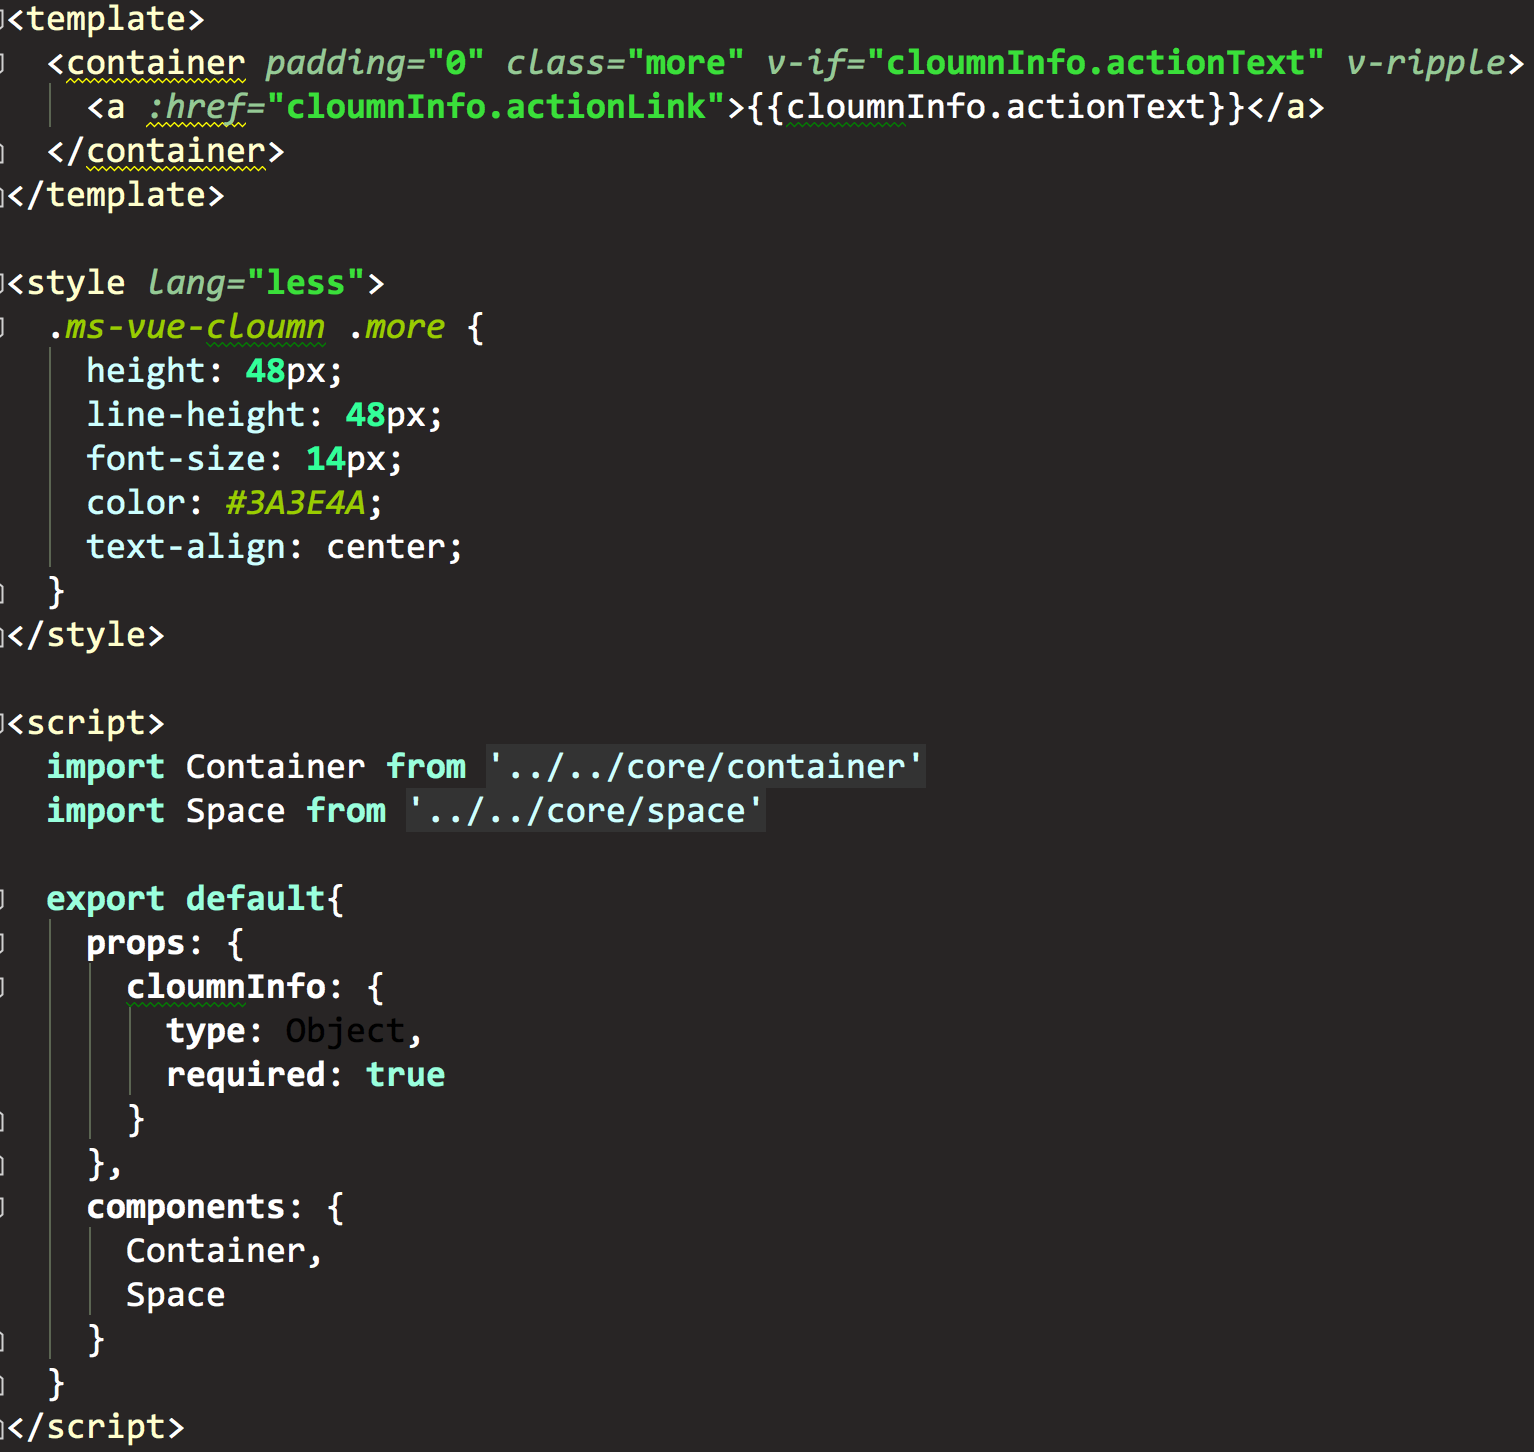 <template>
  <container padding="0" class="more" v-if="cloumnInfo.actionText" v-ripple>
    <a :href="cloumnInfo.actionLink">{{cloumnInfo.actionText}}</a>
  </container>
</template>

<style lang="less">
  .ms-vue-cloumn .more {
    height: 48px;
    line-height: 48px;
    font-size: 14px;
    color: #3A3E4A;
    text-align: center;
  }
</style>

<script>
  import Container from '../../core/container'
  import Space from '../../core/space'

  export default{
    props: {
      cloumnInfo: {
        type: Object,
        required: true
      }
    },
    components: {
      Container,
      Space
    }
  }
</script>